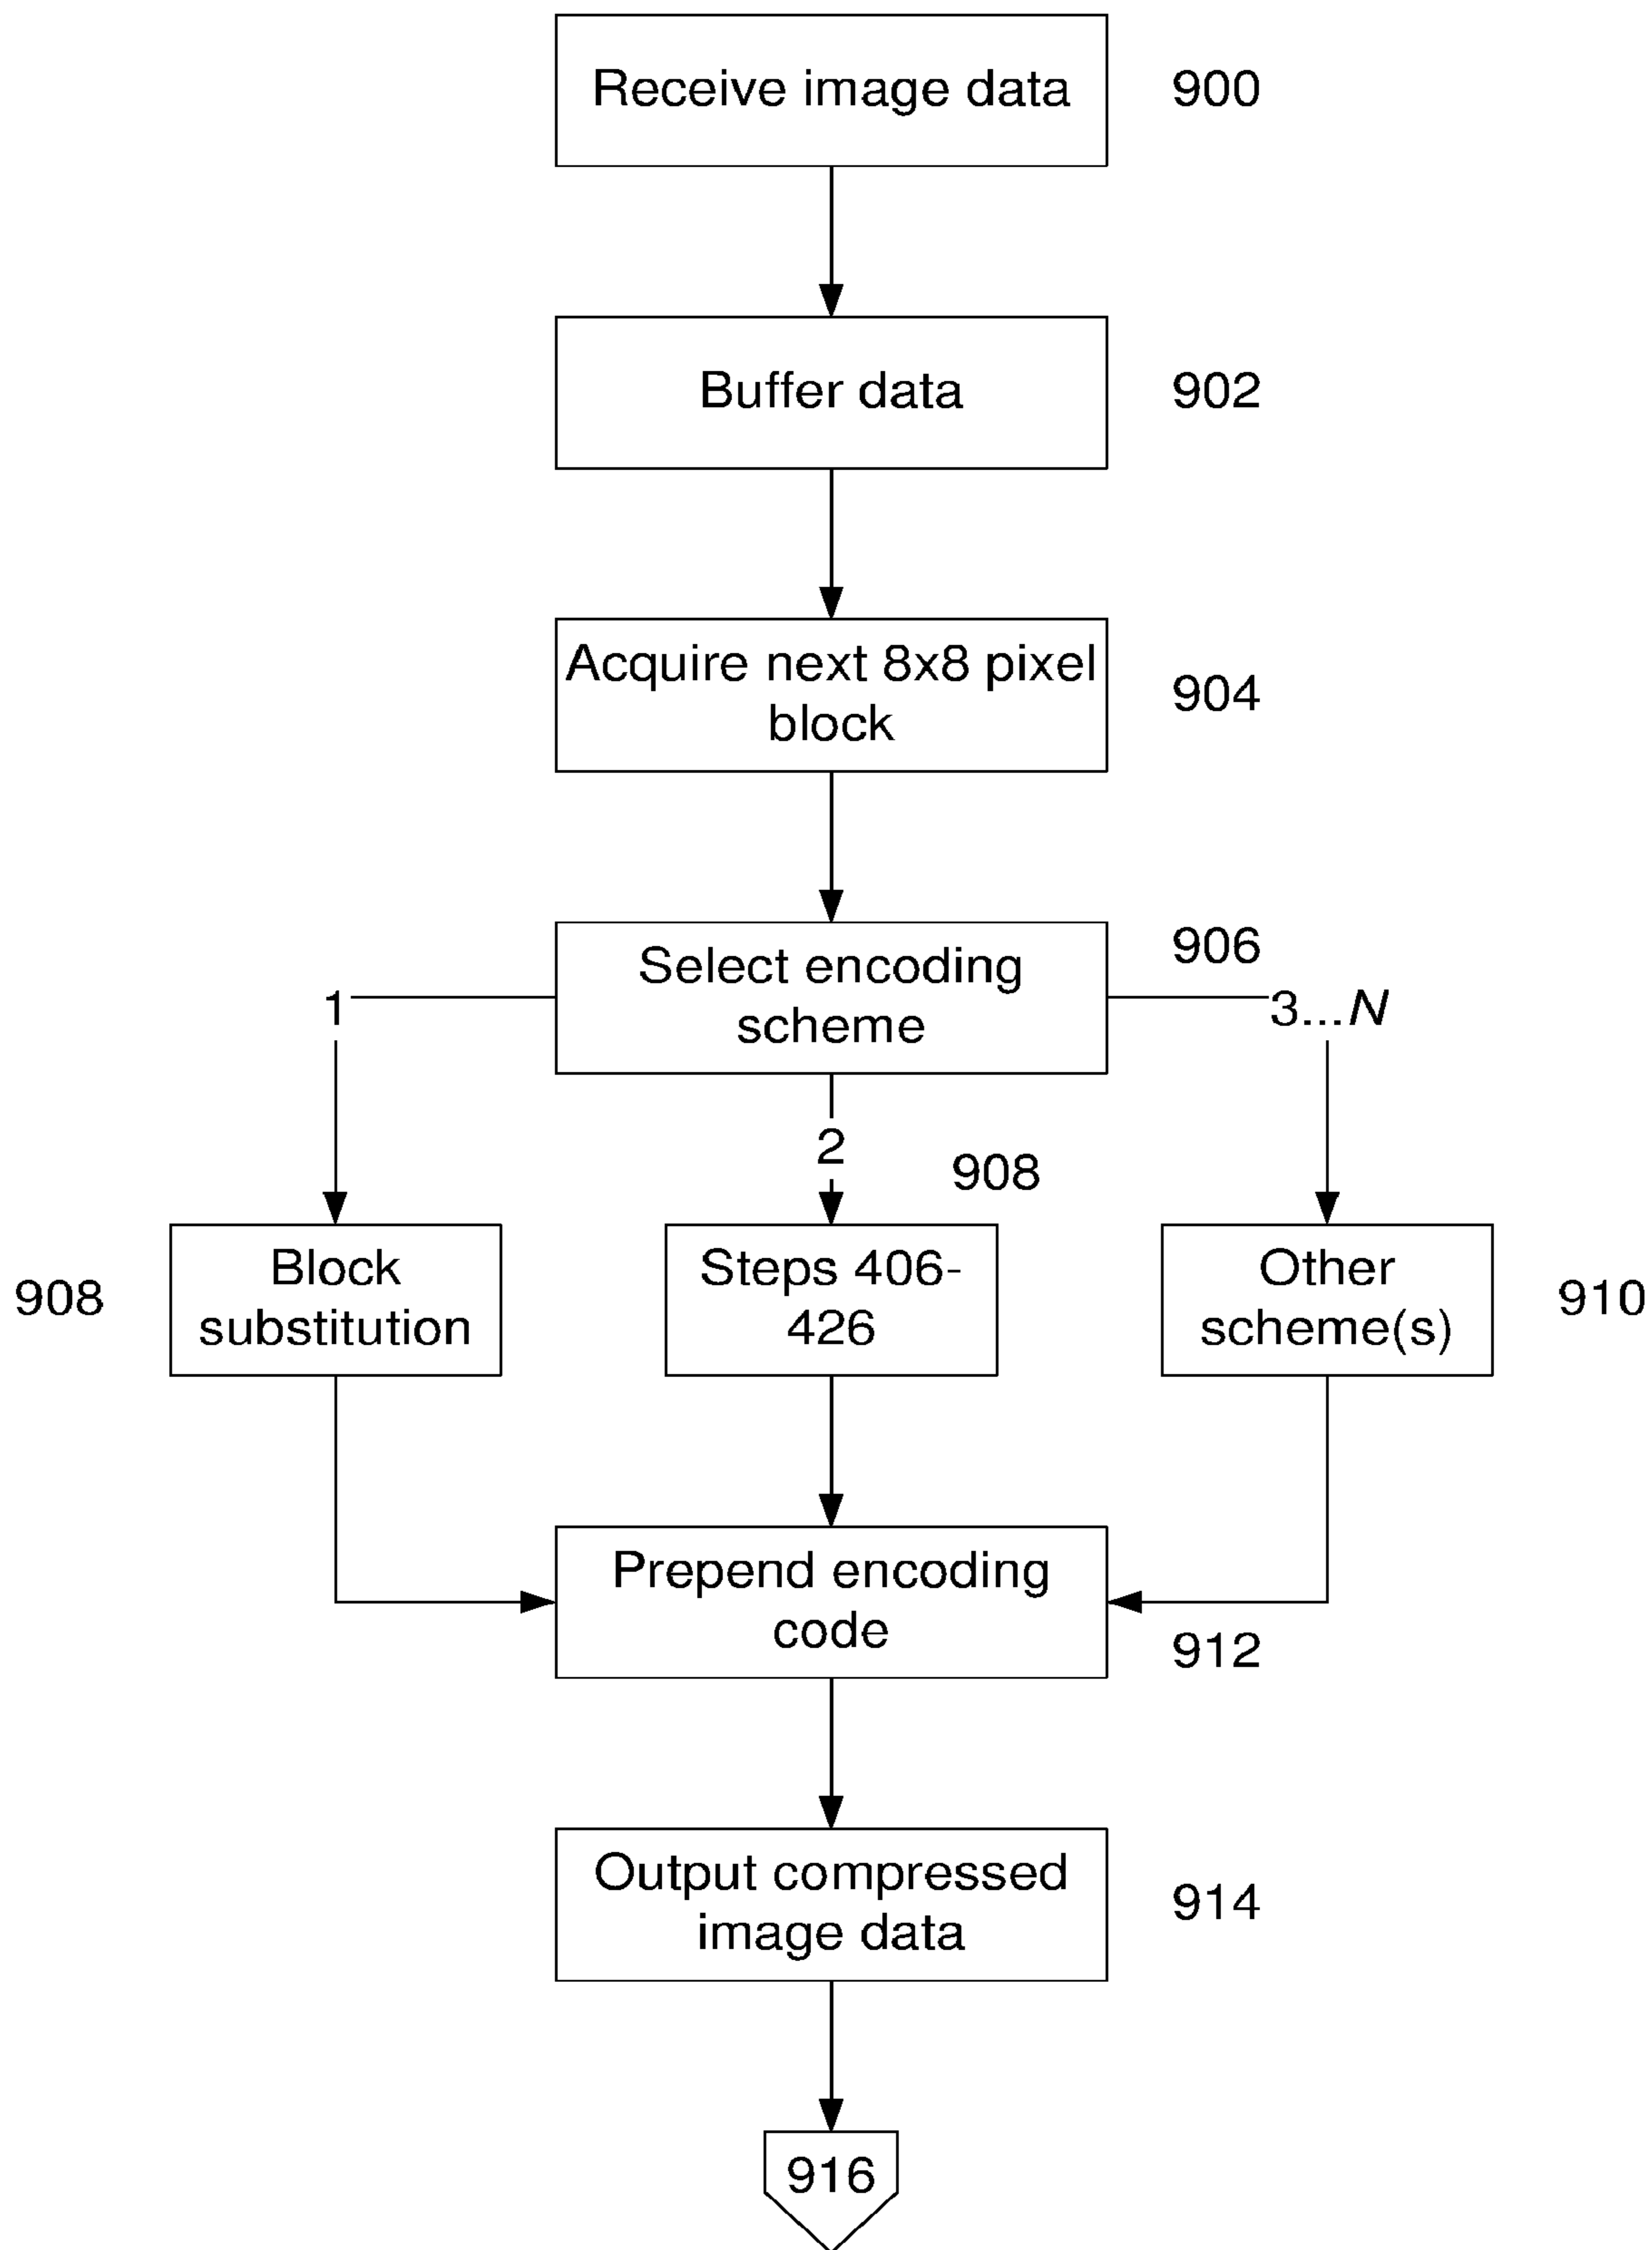 Receive image data
900
Buffer data
902
Acquire next 8x8 pixel
block
904
Select encoding
scheme
906
1
2
3...N
908
Block
substitution
908
Steps 406-
426
Other
scheme(s)
910
Prepend encoding
code
912
Output compressed
image data
914
916